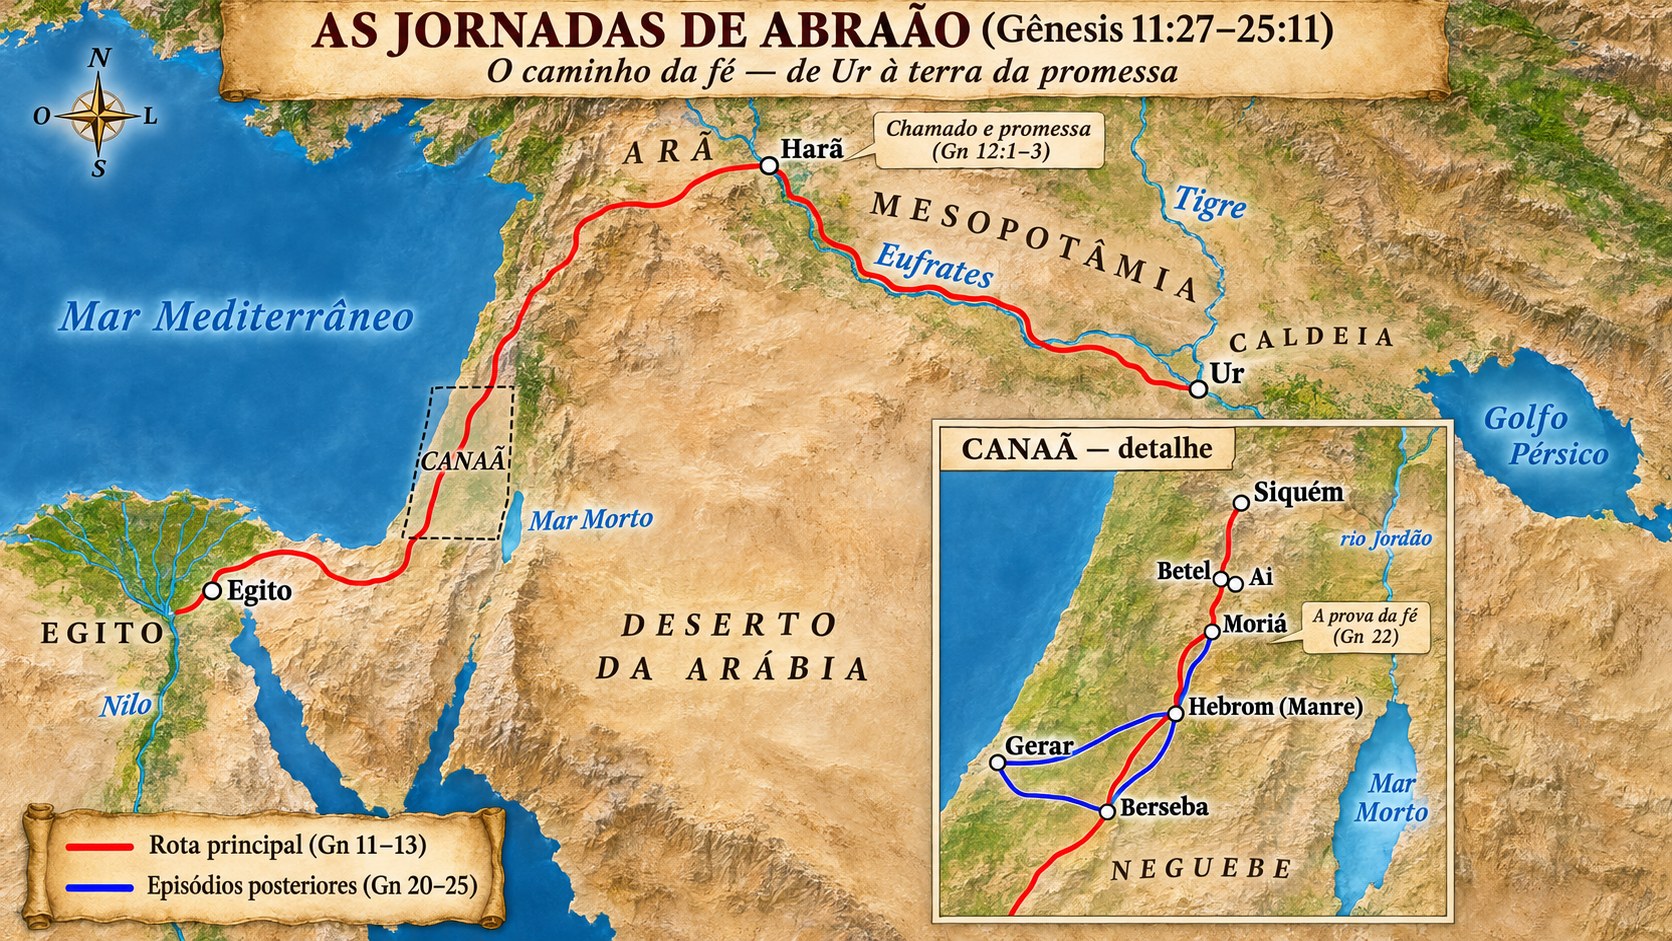 AS JORNADAS DE ABRAÃO (Gênesis 11:27–25:11)
O caminho da fé — de Ur à terra da promessa
N
O
L
S
ARÃ
Harã
Chamado e promessa
(Gn 12:1–3)
MESOPOTÂMIA
Tigre
Eufrates
Mar Mediterrâneo
CALDEIA
Ur
Golfo
Pérsico
CANAÃ
Mar Morto
Egito
EGITO
Nilo
DESERTO
DA ARÁBIA
CANAÃ — detalhe
Siquém
rio Jordão
Betel
Ai
Moriá
A prova da fé
(Gn 22)
Hebrom (Manre)
Gerar
Berseba
Mar
Morto
NEGUEBE
Rota principal (Gn 11–13)
Episódios posteriores (Gn 20–25)